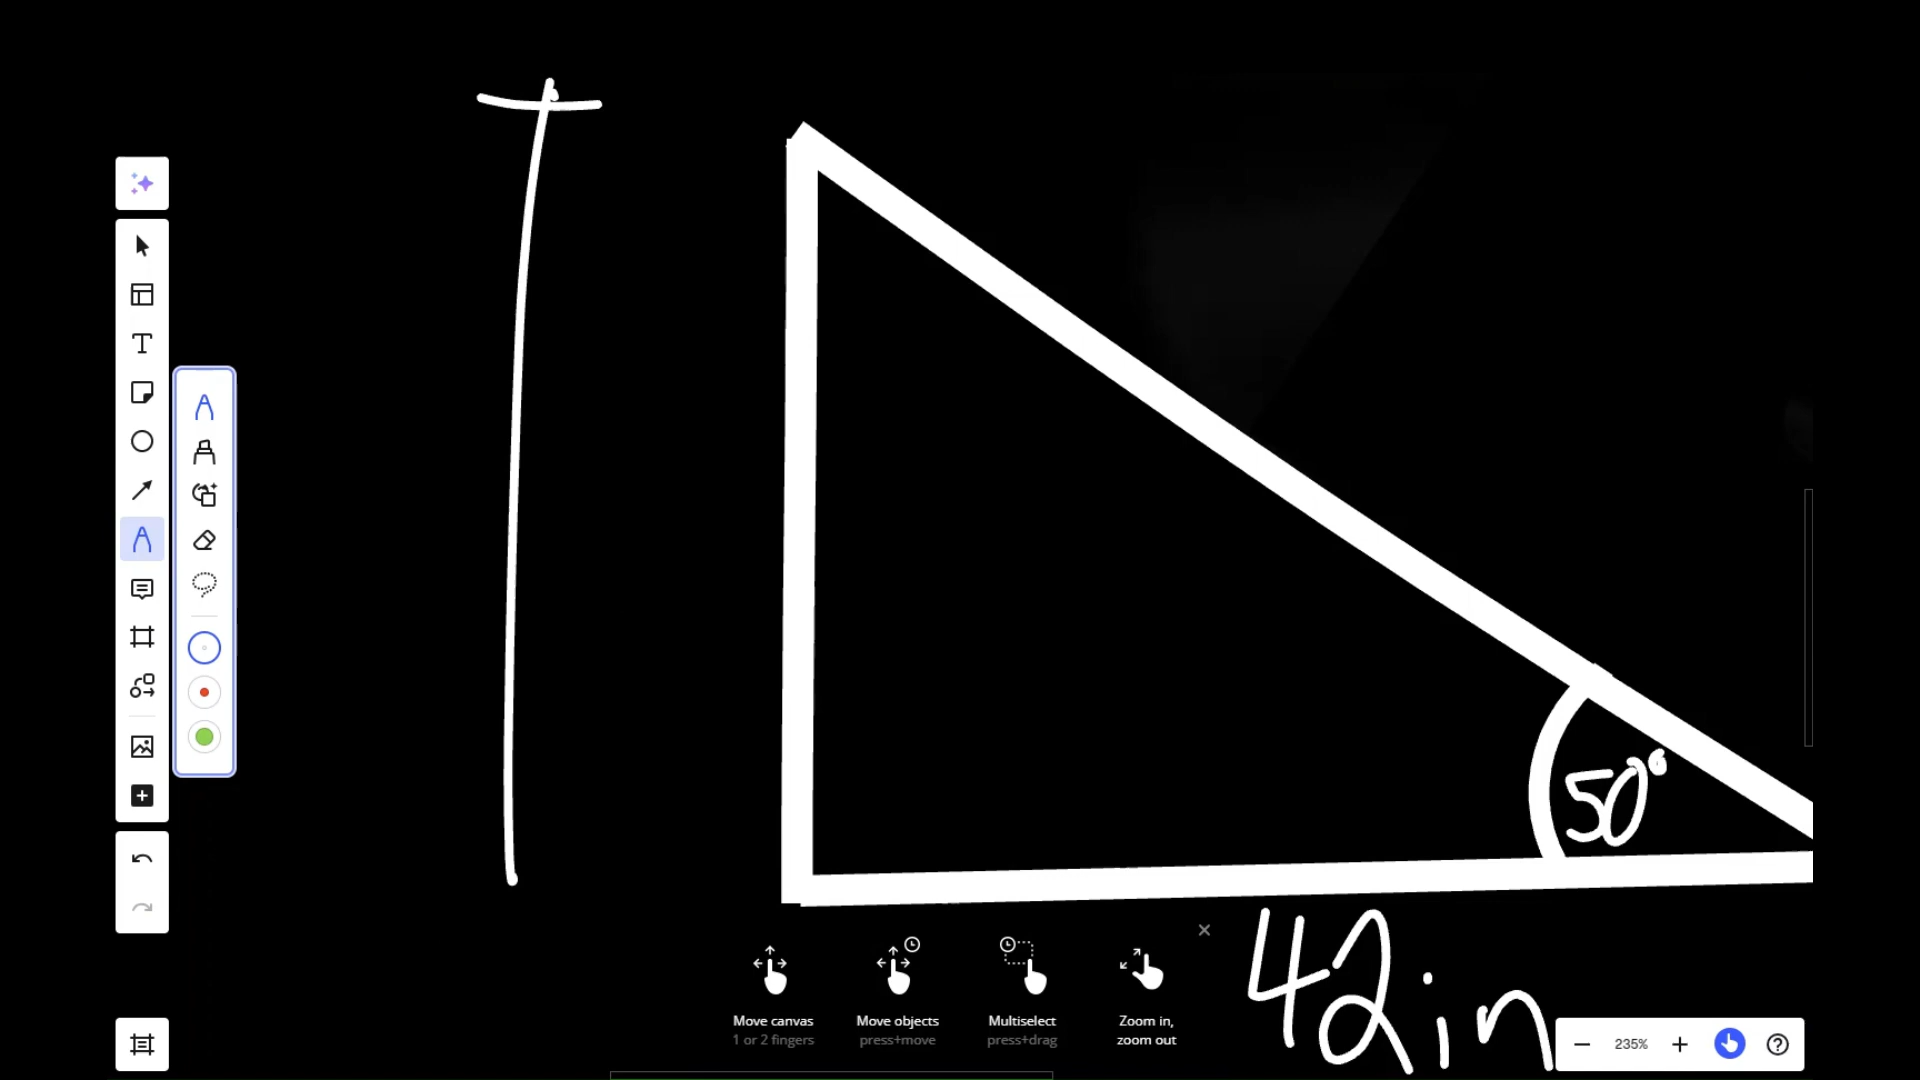 50°
42in
Move canvas
1 or 2 fingers
Move objects
press+move
Multiselect
press+drag
Zoom in,
zoom out
235%